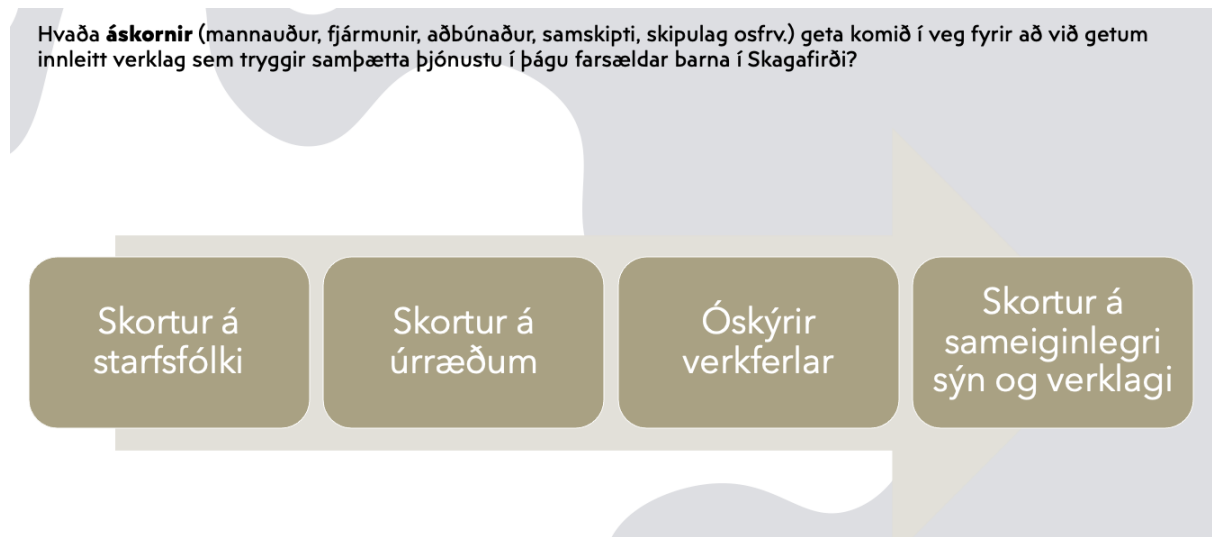 Hvaða áskornir (mannauður, fjármunir, aðbúnaður, samskipti, skipulag osfrv.) geta komið í veg fyrir að við getum
innleitt verklag sem tryggir samþætta þjónustu í þágu farsældar barna í Skagafirði?
Skortur á
starfsfólki
Skortur á
úrræðum
Óskýrir
verkferlar
Skortur á
sameiginlegri
sýn og verklagi